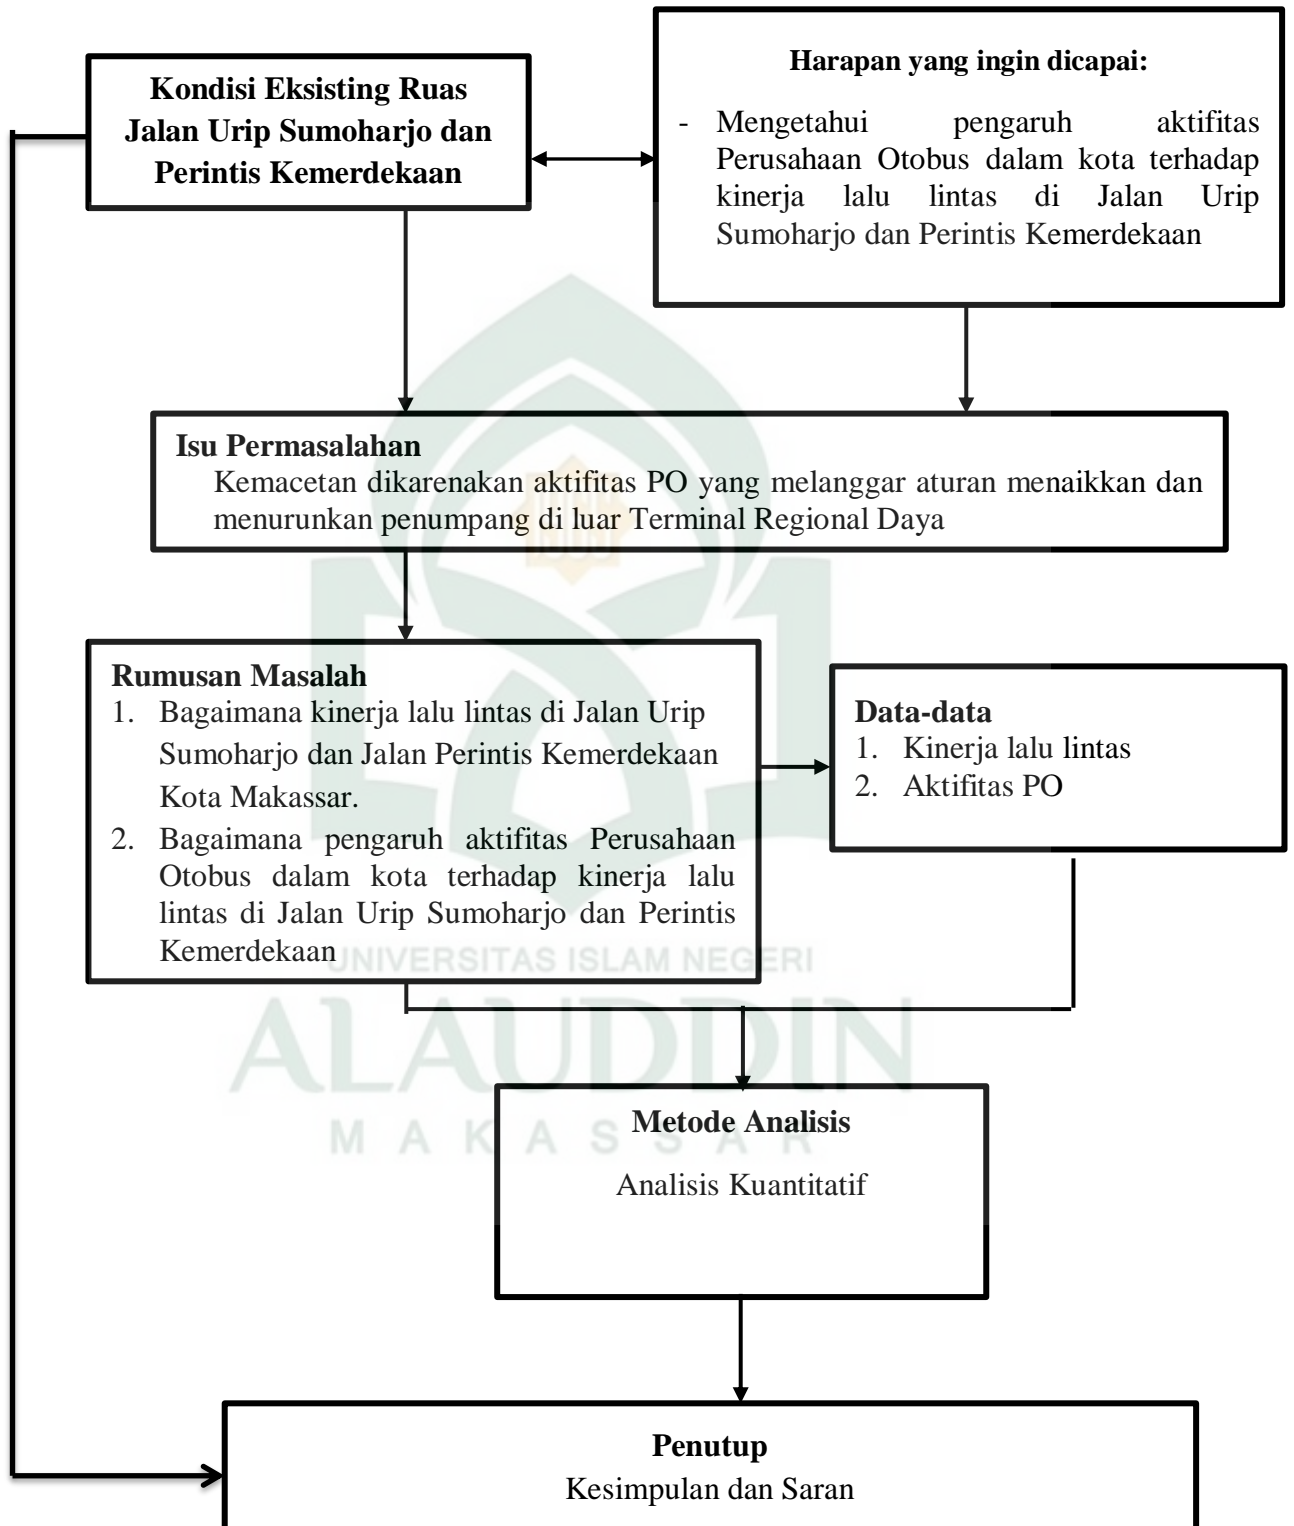 Kondisi Eksisting Ruas
Jalan Urip Sumoharjo dan
Perintis Kemerdekaan
Harapan yang ingin dicapai:
- Mengetahui pengaruh aktifitas
Perusahaan Otobus dalam kota terhadap
kinerja lalu lintas di Jalan Urip
Sumoharjo dan Perintis Kemerdekaan
Isu Permasalahan
Kemacetan dikarenakan aktifitas PO yang melanggar aturan menaikkan dan
menurunkan penumpang di luar Terminal Regional Daya
Rumusan Masalah
1. Bagaimana kinerja lalu lintas di Jalan Urip
Sumoharjo dan Jalan Perintis Kemerdekaan
Kota Makassar.
2. Bagaimana pengaruh aktifitas Perusahaan
Otobus dalam kota terhadap kinerja lalu
lintas di Jalan Urip Sumoharjo dan Perintis
Kemerdekaan
Data-data
1. Kinerja lalu lintas
2. Aktifitas PO
UNIVERSITAS ISLAM NEGERI
ALAUDDIN
MAKASSAR
Metode Analisis
Analisis Kuantitatif
Penutup
Kesimpulan dan Saran